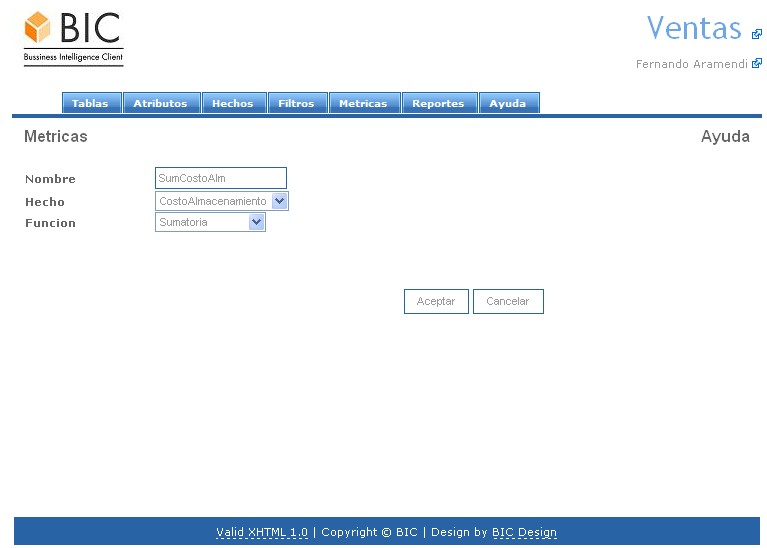 BIC
Bussiness Intelligence Client
Ventas
Fernando Aramendi
Tablas Atributos Hechos Filtros Metricas Reportes Ayuda
Metricas Ayuda
Nombre SumCostoAlm
Hecho CostoAlmacenamiento
Funcion Sumatoria
Aceptar Cancelar
Valid XHTML 1.0 | Copyright © BIC | Design by BIC Design